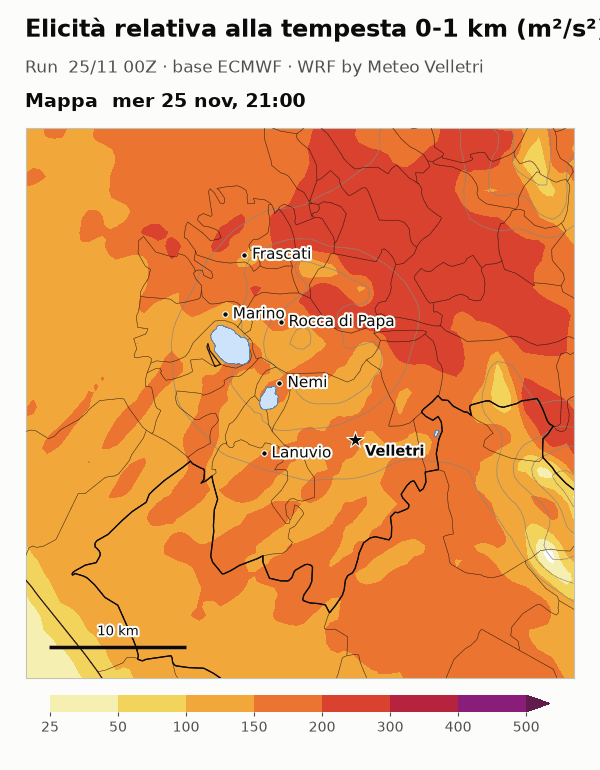 Elicità relativa alla tempesta 0-1 km (m²/s²)
Run  25/11 00Z · base ECMWF · WRF by Meteo Velletri
Mappa  mer 25 nov, 21:00
Frascati
Marino
Rocca di Papa
Nemi
Velletri
Lanuvio
10 km
25 50 100 150 200 300 400 500